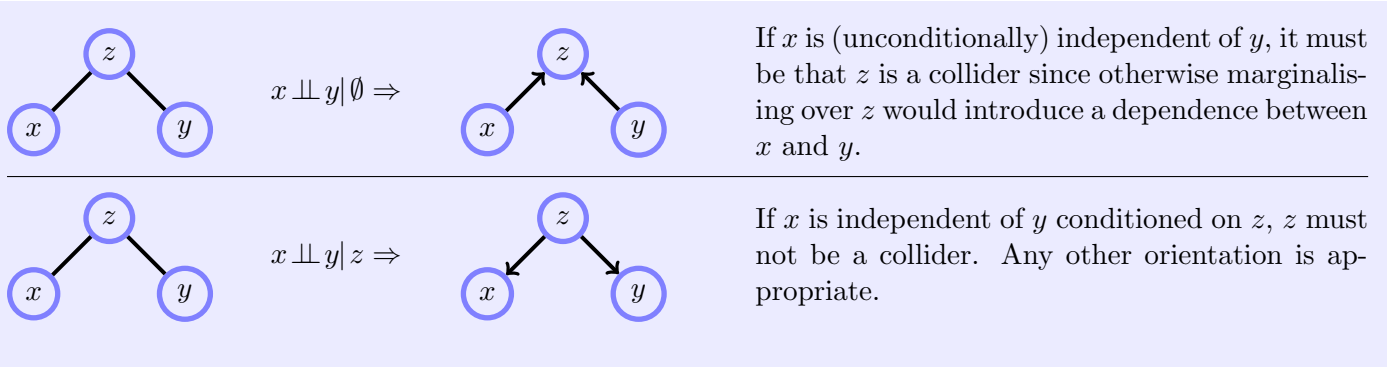 z
x
y
x ⫫ y| ∅ ⇒
z
x
y
If x is (unconditionally) independent of y, it must
be that z is a collider since otherwise marginalis-
ing over z would introduce a dependence between
x and y.
z
x
y
x ⫫ y| z ⇒
z
x
y
If x is independent of y conditioned on z, z must
not be a collider. Any other orientation is ap-
propriate.